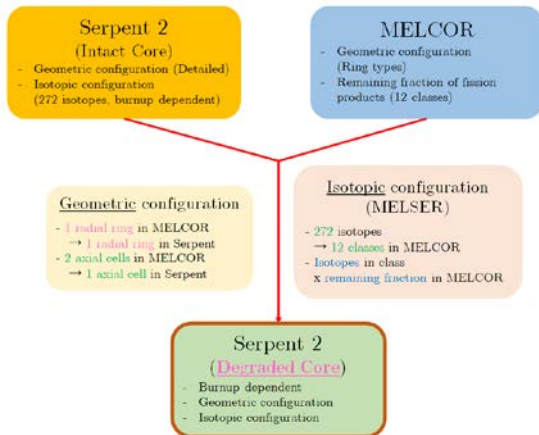 Serpent 2
(Intact Core)
- Geometric configuration (Detailed)
- Isotopic configuration
(272 isotopes, burnup dependent)
MELCOR
- Geometric configuration
(Ring types)
- Remaining fraction of fission
products (12 classes)
Geometric configuration
- 1 radial ring in MELCOR
→ 1 radial ring in Serpent
- 2 axial cells in MELCOR
→ 1 axial cell in Serpent
Isotopic configuration
(MELSER)
- 272 isotopes
→ 12 classes in MELCOR
- Isotopes in class
x remaining fraction in MELCOR
Serpent 2
(Degraded Core)
- Burnup dependent
- Geometric configuration
- Isotopic configuration